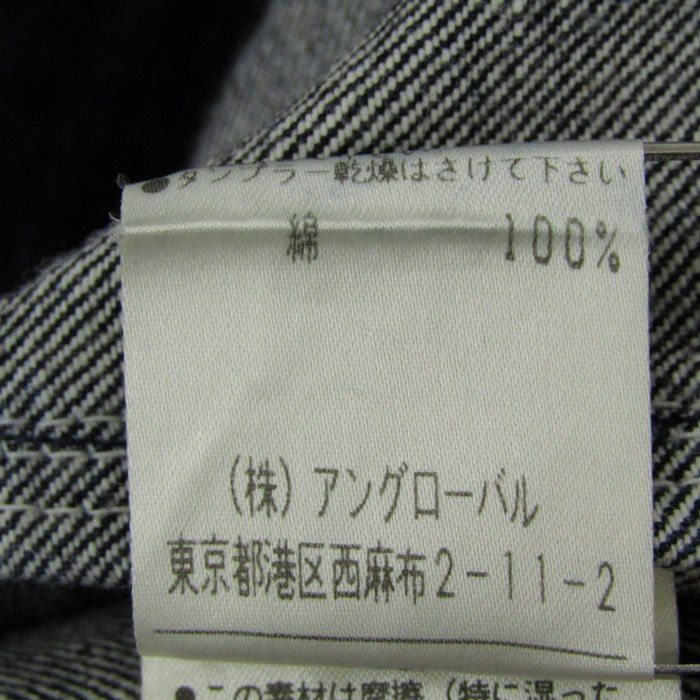 ●タンブラー乾燥はさけて下さい
綿 100%
(株) アングローバル
東京都港区西麻布2-11-2
●この素材は摩擦(特に湿った